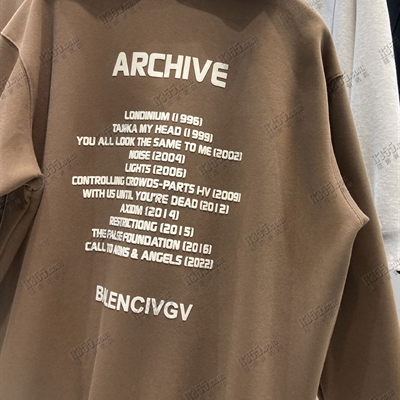 ARCHIVE
LONDINIUM (1996)
TANKA MY HEAD (1999)
YOU ALL LOOK THE SAME TO ME (2002)
NOISE (2004)
LIGHTS (2006)
CONTROLLING CROWDS-PARTS I-IV (2009)
WITH US UNTIL YOU'RE DEAD (2012)
AXIOM (2014)
RESTRICTIONG (2015)
THE FALSE FOUNDATION (2016)
CALL TO ARMS & ANGELS (2022)
BALENCIVGV